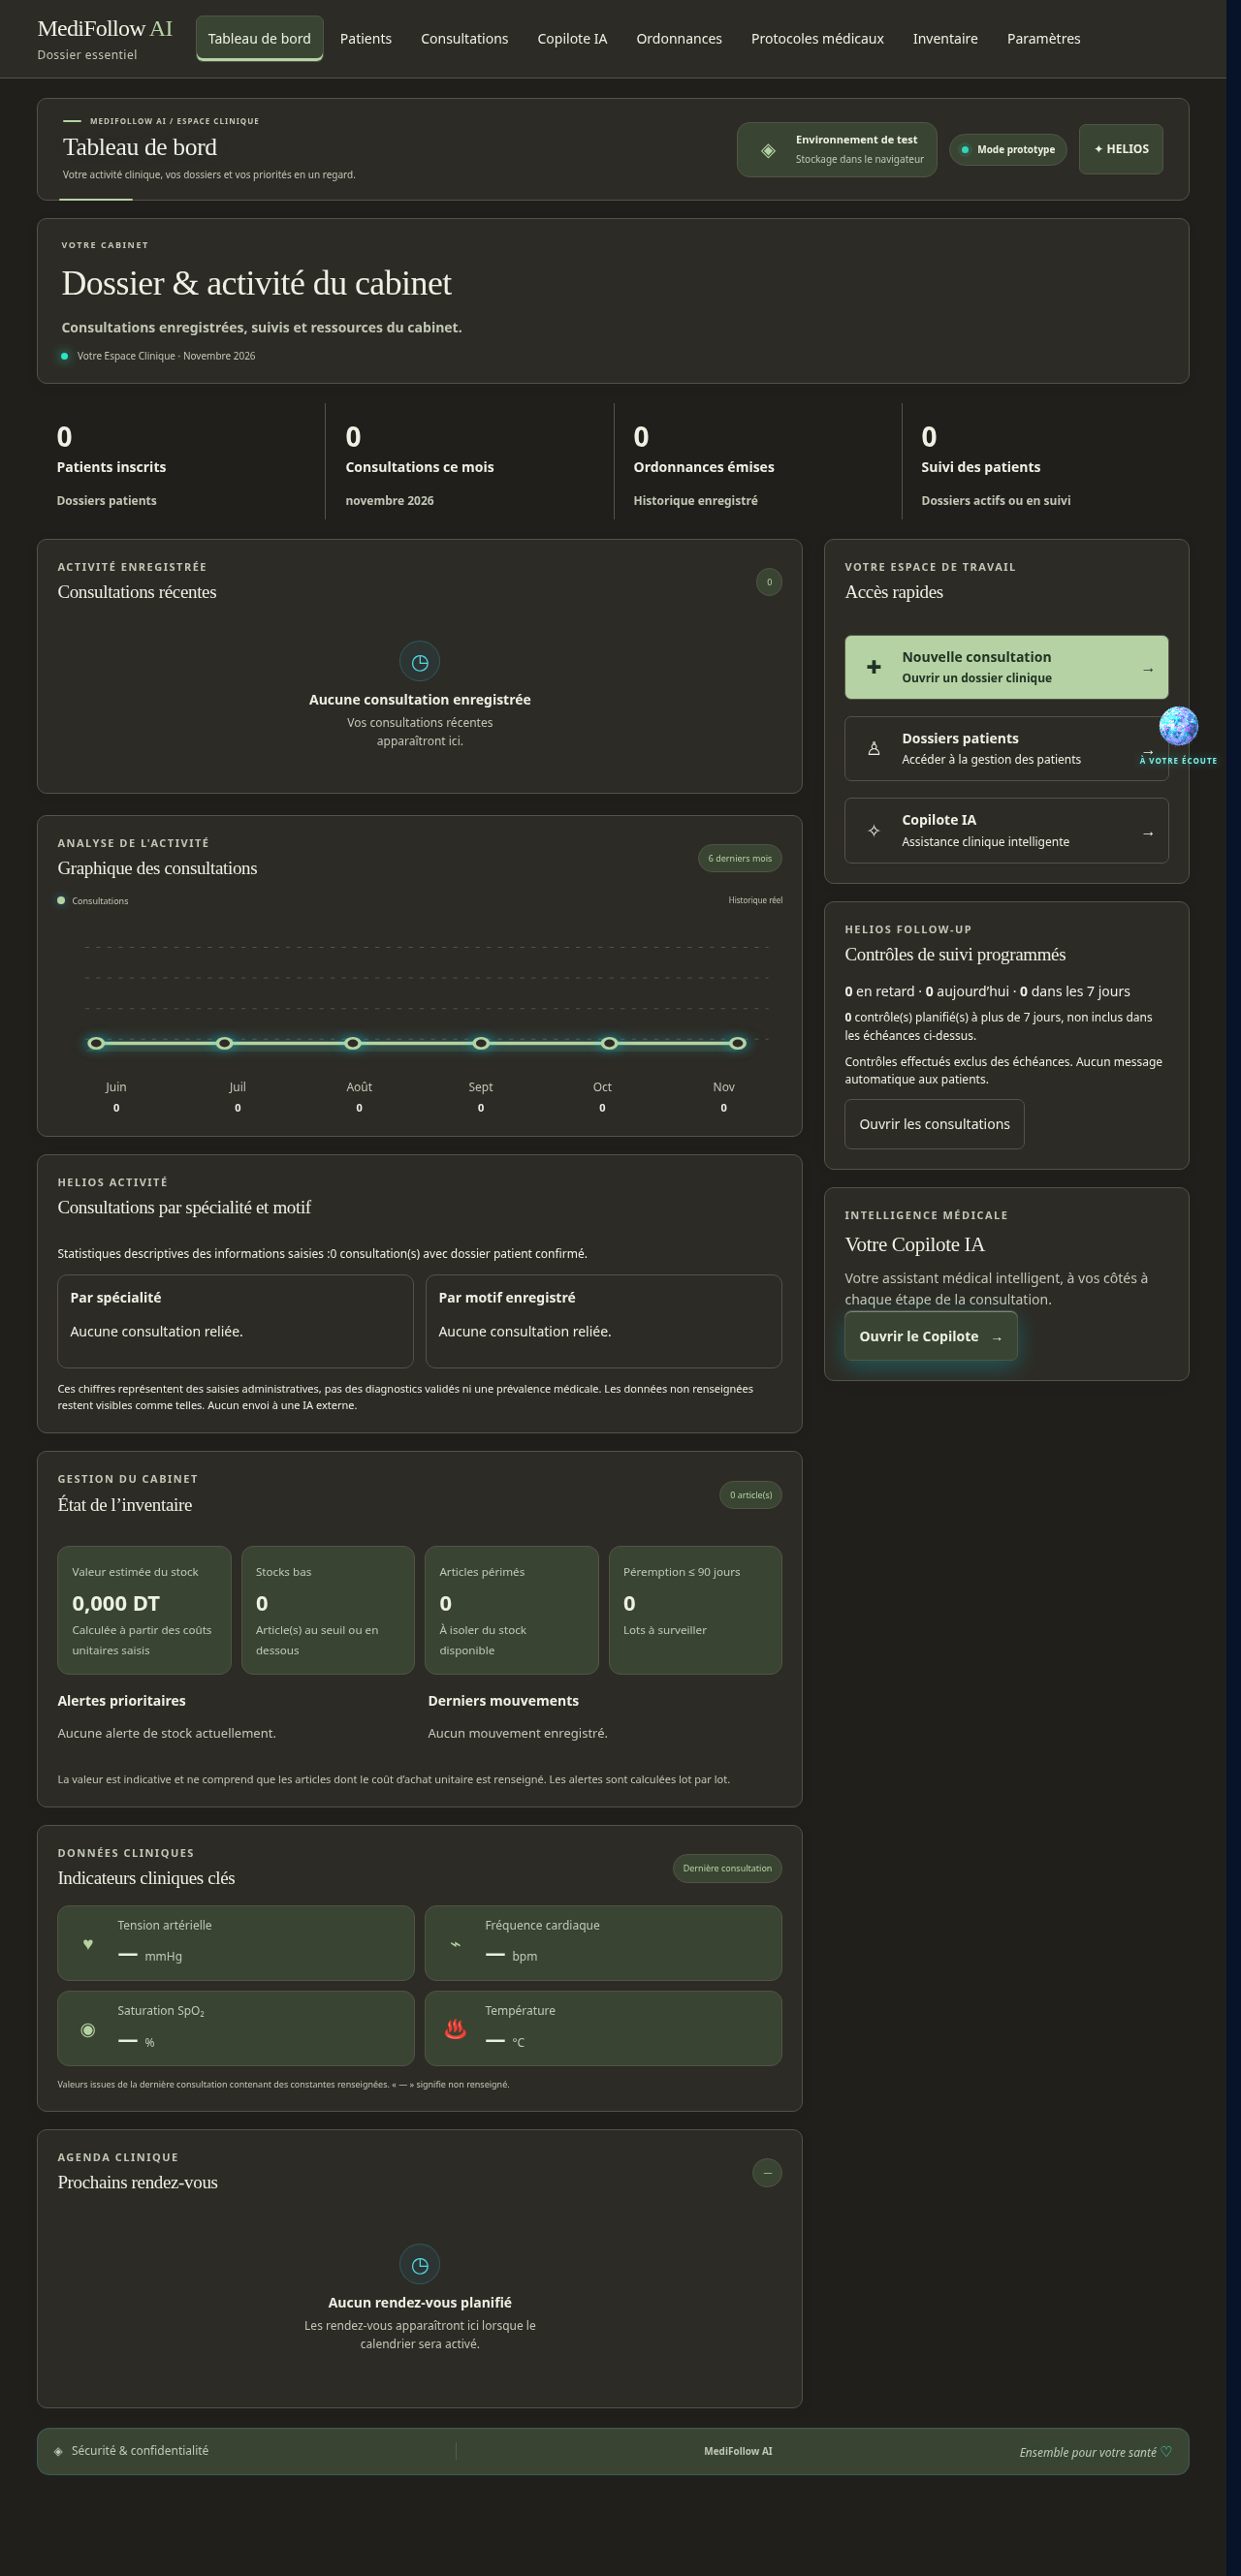 MediFollow AI
Dossier essentiel
Tableau de bord
Patients
Consultations
Copilote IA
Ordonnances
Protocoles médicaux
Inventaire
Paramètres
MEDIFOLLOW AI / ESPACE CLINIQUE
Tableau de bord
Votre activité clinique, vos dossiers et vos priorités en un regard.
Environnement de test
Stockage dans le navigateur
Mode prototype
✦ HELIOS
VOTRE CABINET
Dossier & activité du cabinet
Consultations enregistrées, suivis et ressources du cabinet.
Votre Espace Clinique · Novembre 2026
0
Patients inscrits
Dossiers patients
0
Consultations ce mois
novembre 2026
0
Ordonnances émises
Historique enregistré
0
Suivi des patients
Dossiers actifs ou en suivi
ACTIVITÉ ENREGISTRÉE
Consultations récentes
0
Aucune consultation enregistrée
Vos consultations récentes
apparaîtront ici.
ANALYSE DE L'ACTIVITÉ
Graphique des consultations
6 derniers mois
Consultations
Historique réel
Juin
Juil
Août
Sept
Oct
Nov
0
0
0
0
0
0
HELIOS ACTIVITÉ
Consultations par spécialité et motif
Statistiques descriptives des informations saisies :0 consultation(s) avec dossier patient confirmé.
Par spécialité
Aucune consultation reliée.
Par motif enregistré
Aucune consultation reliée.
Ces chiffres représentent des saisies administratives, pas des diagnostics validés ni une prévalence médicale. Les données non renseignées
restent visibles comme telles. Aucun envoi à une IA externe.
GESTION DU CABINET
État de l’inventaire
0 article(s)
Valeur estimée du stock
0,000 DT
Calculée à partir des coûts
unitaires saisis
Stocks bas
0
Article(s) au seuil ou en
dessous
Articles périmés
0
À isoler du stock
disponible
Péremption ≤ 90 jours
0
Lots à surveiller
Alertes prioritaires
Aucune alerte de stock actuellement.
Derniers mouvements
Aucun mouvement enregistré.
La valeur est indicative et ne comprend que les articles dont le coût d’achat unitaire est renseigné. Les alertes sont calculées lot par lot.
DONNÉES CLINIQUES
Indicateurs cliniques clés
Dernière consultation
Tension artérielle
— mmHg
Fréquence cardiaque
— bpm
Saturation SpO₂
— %
Température
— °C
Valeurs issues de la dernière consultation contenant des constantes renseignées. « — » signifie non renseigné.
AGENDA CLINIQUE
Prochains rendez-vous
—
Aucun rendez-vous planifié
Les rendez-vous apparaîtront ici lorsque le
calendrier sera activé.
VOTRE ESPACE DE TRAVAIL
Accès rapides
Nouvelle consultation
Ouvrir un dossier clinique
→
Dossiers patients
Accéder à la gestion des patients
→
À VOTRE ÉCOUTE
Copilote IA
Assistance clinique intelligente
→
HELIOS FOLLOW-UP
Contrôles de suivi programmés
0 en retard · 0 aujourd’hui · 0 dans les 7 jours
0 contrôle(s) planifié(s) à plus de 7 jours, non inclus dans
les échéances ci-dessus.
Contrôles effectués exclus des échéances. Aucun message
automatique aux patients.
Ouvrir les consultations
INTELLIGENCE MÉDICALE
Votre Copilote IA
Votre assistant médical intelligent, à vos côtés à
chaque étape de la consultation.
Ouvrir le Copilote →
Sécurité & confidentialité
MediFollow AI
Ensemble pour votre santé ♡